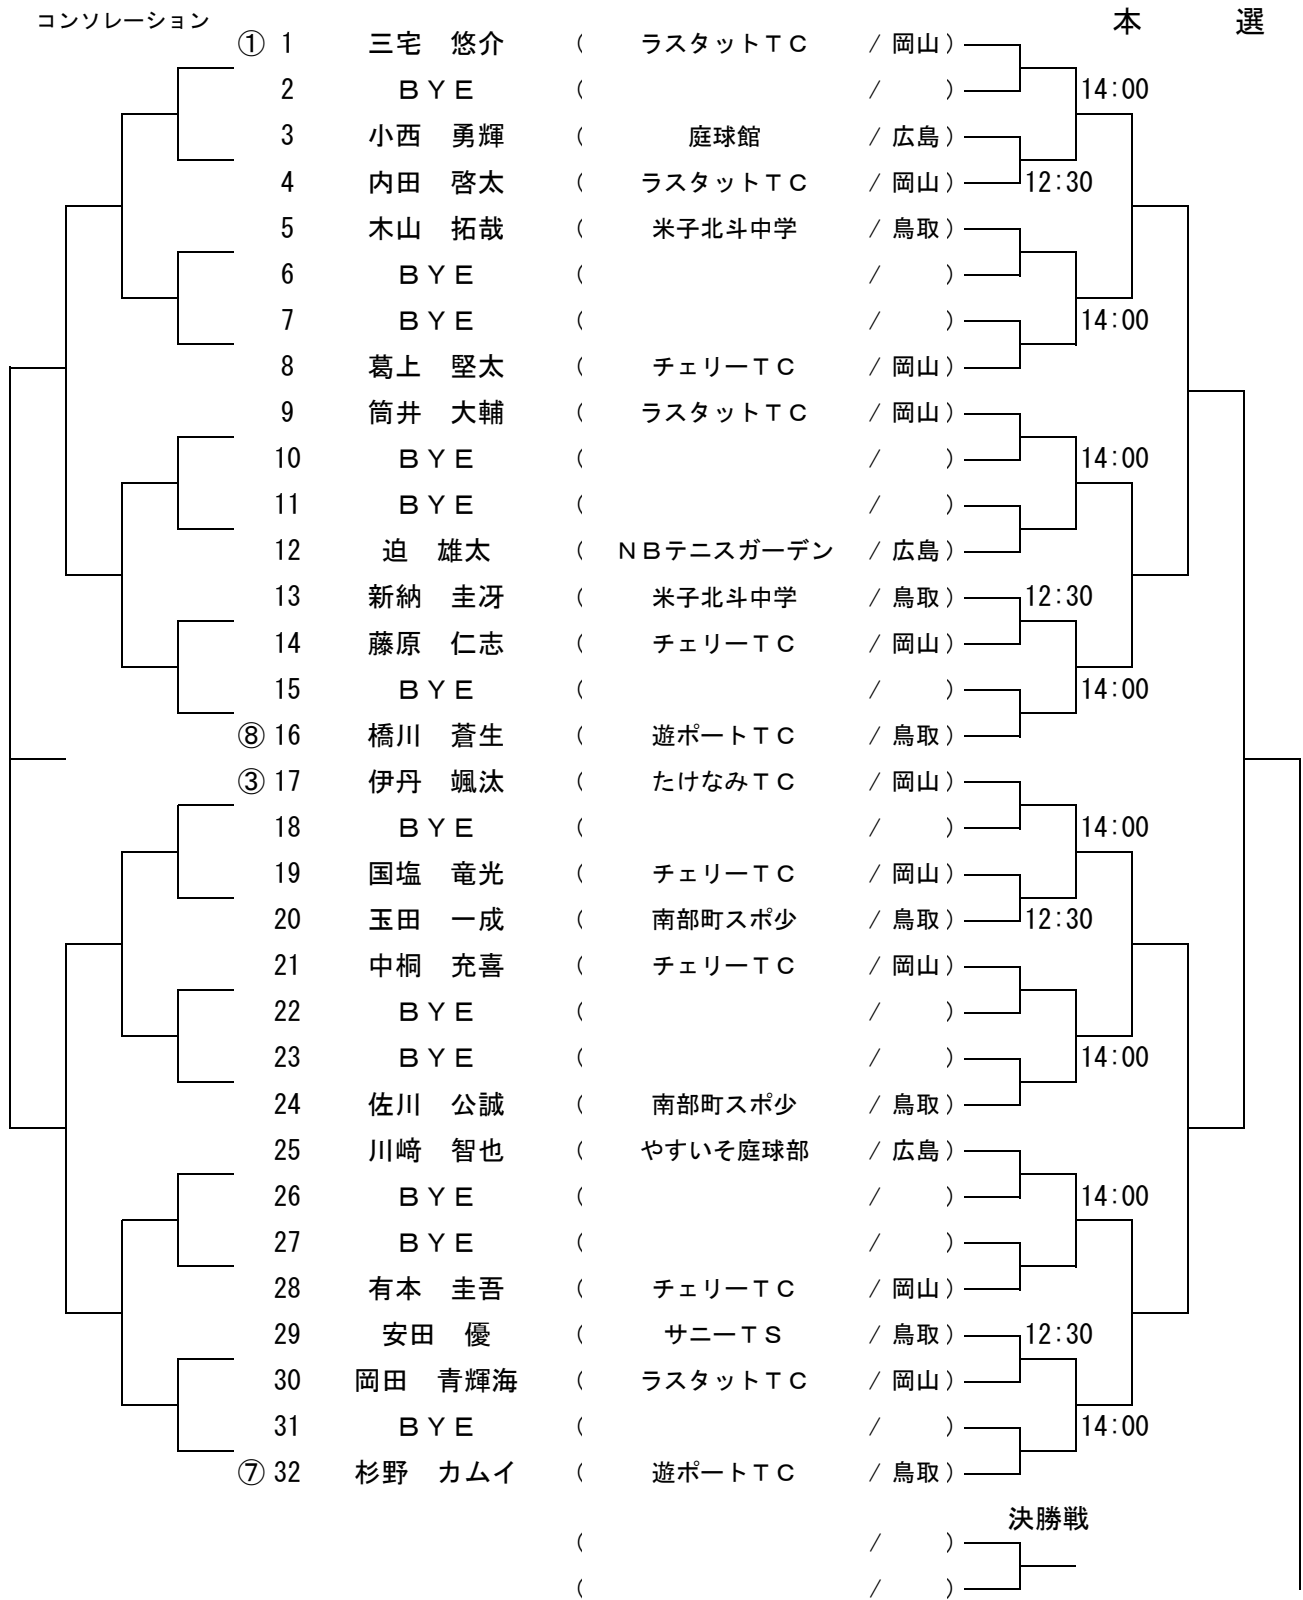 コンソレーション 本 選
① 1 三宅 悠介 ( ラスタットTC / 岡山 )
2 BYE ( / ) 14:00
3 小西 勇輝 ( 庭球館 / 広島 )
4 内田 啓太 ( ラスタットTC / 岡山 ) 12:30
5 木山 拓哉 ( 米子北斗中学 / 鳥取 )
6 BYE ( / )
7 BYE ( / ) 14:00
8 葛上 堅太 ( チェリーTC / 岡山 )
9 筒井 大輔 ( ラスタットTC / 岡山 )
10 BYE ( / ) 14:00
11 BYE ( / )
12 迫 雄太 ( NBテニスガーデン / 広島 )
13 新納 圭冴 ( 米子北斗中学 / 鳥取 ) 12:30
14 藤原 仁志 ( チェリーTC / 岡山 )
15 BYE ( / ) 14:00
⑧ 16 橋川 蒼生 ( 遊ポートTC / 鳥取 )
③ 17 伊丹 颯汰 ( たけなみTC / 岡山 )
18 BYE ( / ) 14:00
19 国塩 竜光 ( チェリーTC / 岡山 )
20 玉田 一成 ( 南部町スポ少 / 鳥取 ) 12:30
21 中桐 充喜 ( チェリーTC / 岡山 )
22 BYE ( / )
23 BYE ( / ) 14:00
24 佐川 公誠 ( 南部町スポ少 / 鳥取 )
25 川﨑 智也 ( やすいそ庭球部 / 広島 )
26 BYE ( / ) 14:00
27 BYE ( / )
28 有本 圭吾 ( チェリーTC / 岡山 )
29 安田 優 ( サニーTS / 鳥取 ) 12:30
30 岡田 青輝海 ( ラスタットTC / 岡山 )
31 BYE ( / ) 14:00
⑦ 32 杉野 カムイ ( 遊ポートTC / 鳥取 )
決勝戦
( / )
( / )